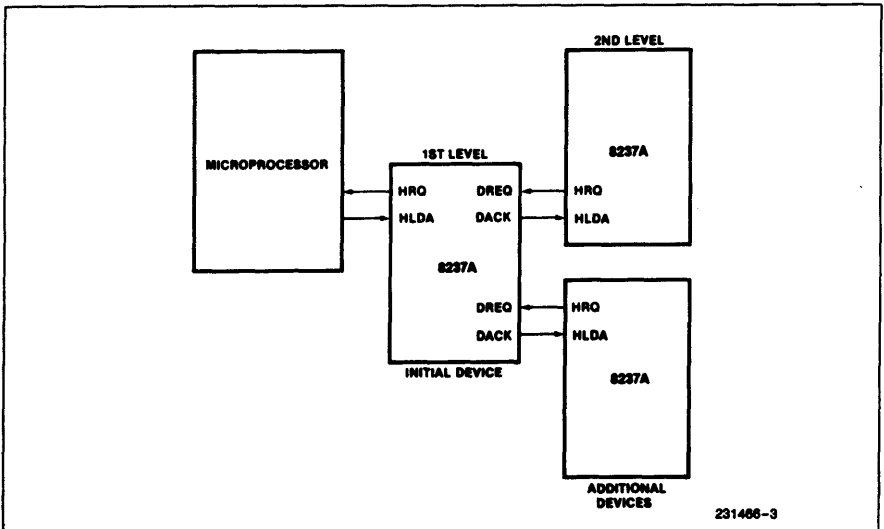 2ND LEVEL
8237A
HRQ
HLDA
MICROPROCESSOR
1ST LEVEL
HRQ
HLDA
DREQ
DACK
8237A
DREQ
DACK
INITIAL DEVICE
HRQ
HLDA
8237A
ADDITIONAL
DEVICES
231466-3